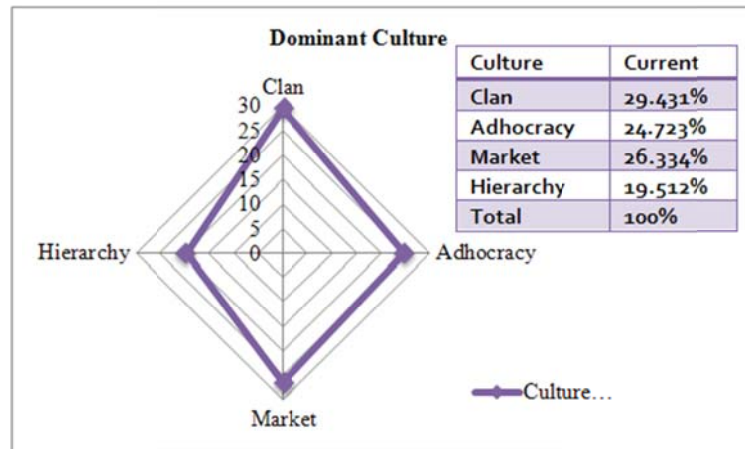 Dominant Culture
Culture Current
Clan 29.431%
Adhocracy 24.723%
Market 26.334%
Hierarchy 19.512%
Total 100%
Clan
30
25
20
15
10
5
0
Hierarchy
Adhocracy
Market
Culture…